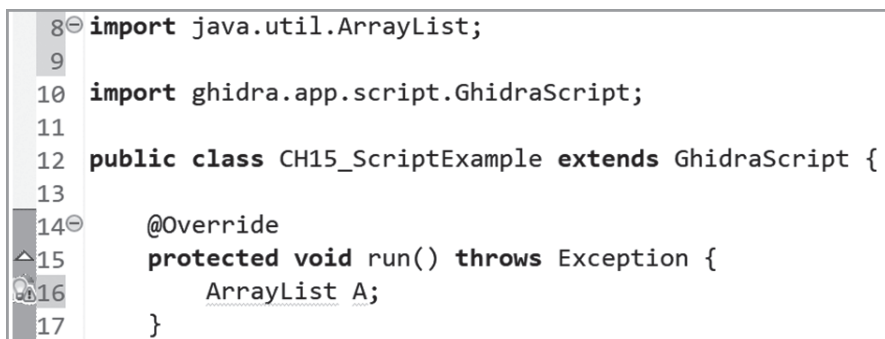 8 import java.util.ArrayList;
9
10 import ghidra.app.script.GhidraScript;
11
12 public class CH15_ScriptExample extends GhidraScript {
13
14 @Override
15 protected void run() throws Exception {
16 ArrayList A;
17 }